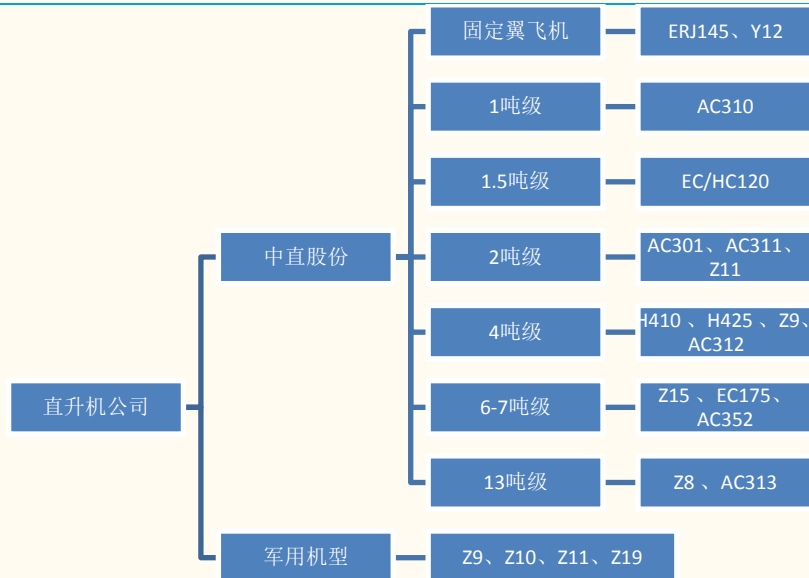 固定翼飞机
ERJ145、Y12
1吨级
AC310
1.5吨级
EC/HC120
中直股份
2吨级
AC301、AC311、
Z11
4吨级
H410 、H425 、Z9、
AC312
直升机公司
6-7吨级
Z15 、EC175、
AC352
13吨级
Z8 、AC313
军用机型
Z9、Z10、Z11、Z19